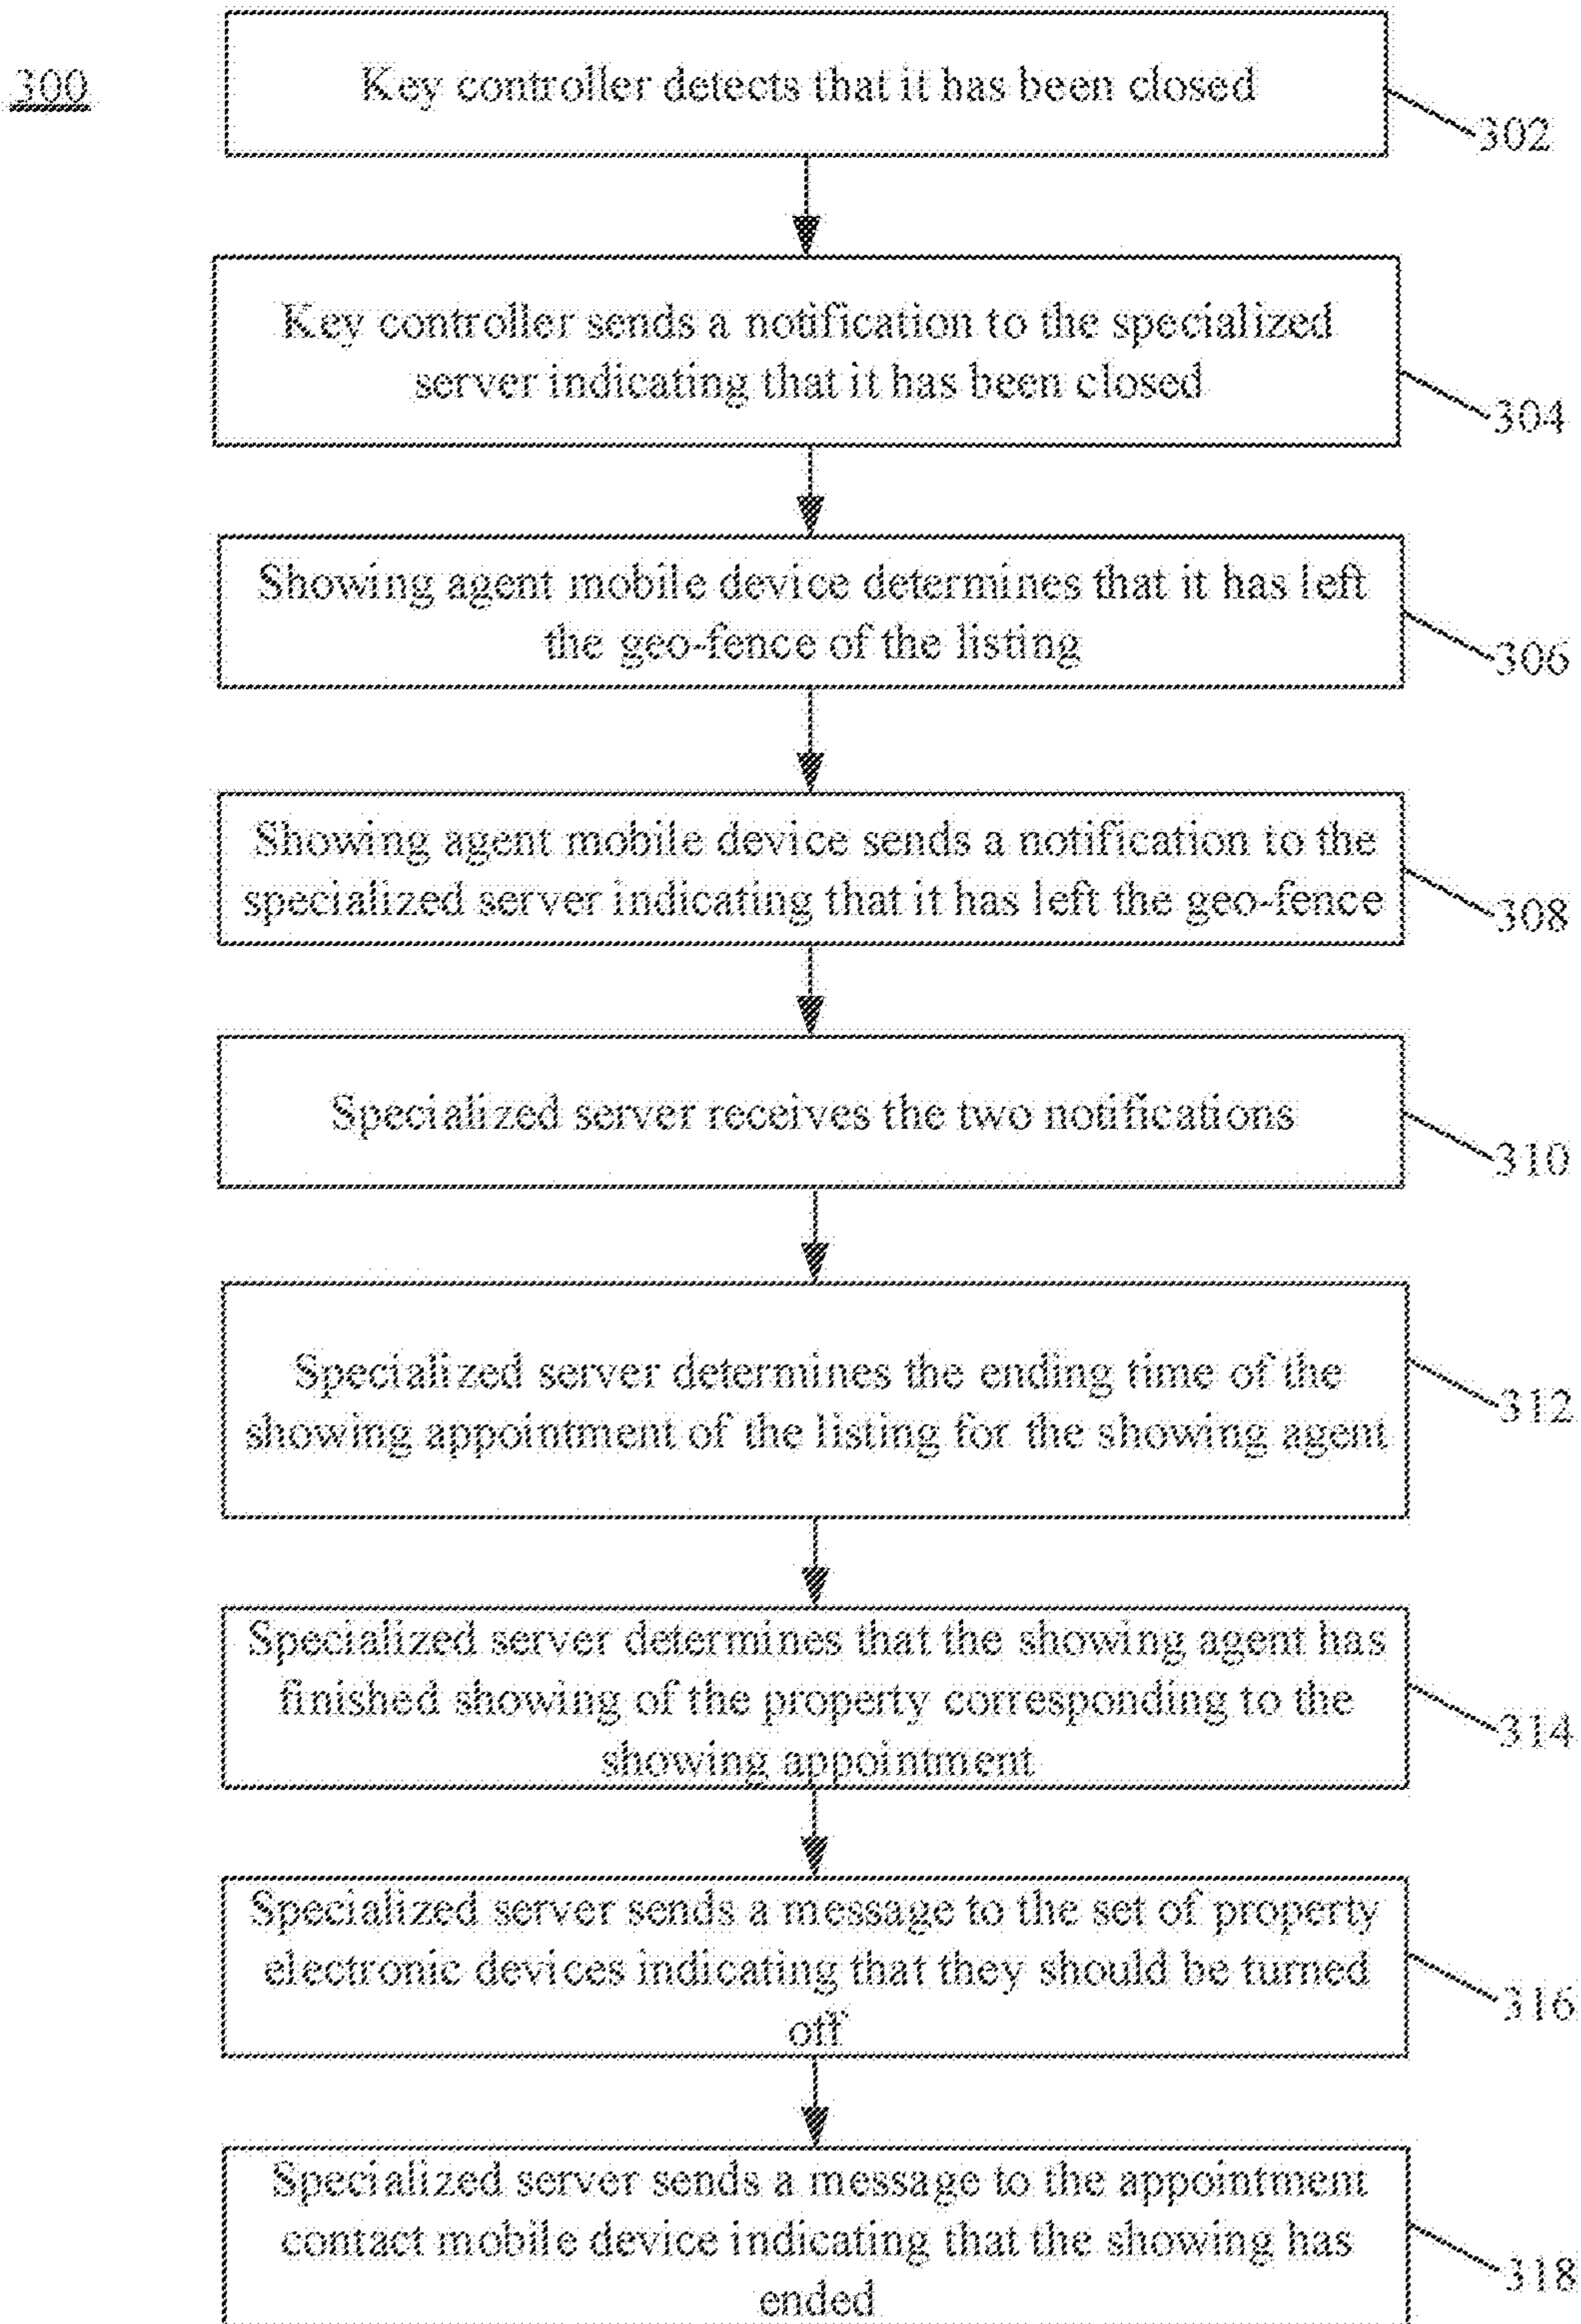 300
Key controller detects that it has been closed
302
Key controller sends a notification to the specialized
server indicating that it has been closed
304
Showing agent mobile device determines that it has left
the geo-fence of the listing
306
Showing agent mobile device sends a notification to the
specialized server indicating that it has left the geo-fence
308
Specialized server receives the two notifications
310
Specialized server determines the ending time of the
showing appointment of the listing for the showing agent
312
Specialized server determines that the showing agent has
finished showing of the property corresponding to the
showing appointment
314
Specialized server sends a message to the set of property
electronic devices indicating that they should be turned
off
316
Specialized server sends a message to the appointment
contact mobile device indicating that the showing has
ended
318